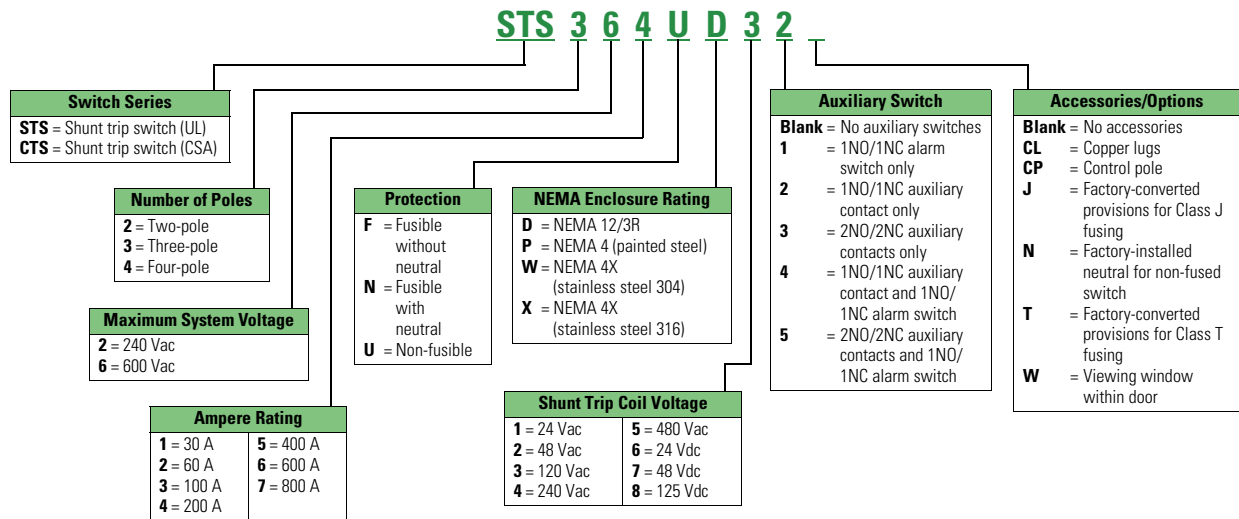 STS 3 6 4 U D 3 2
Switch Series
STS = Shunt trip switch (UL)
CTS = Shunt trip switch (CSA)
Number of Poles
2 = Two-pole
3 = Three-pole
4 = Four-pole
Maximum System Voltage
2 = 240 Vac
6 = 600 Vac
Ampere Rating
1 = 30 A
2 = 60 A
3 = 100 A
4 = 200 A
5 = 400 A
6 = 600 A
7 = 800 A
Protection
F = Fusible
without
neutral
N = Fusible
with
neutral
U = Non-fusible
NEMA Enclosure Rating
D = NEMA 12/3R
P = NEMA 4 (painted steel)
W = NEMA 4X
(stainless steel 304)
X = NEMA 4X
(stainless steel 316)
Shunt Trip Coil Voltage
1 = 24 Vac
2 = 48 Vac
3 = 120 Vac
4 = 240 Vac
5 = 480 Vac
6 = 24 Vdc
7 = 48 Vdc
8 = 125 Vdc
Auxiliary Switch
Blank = No auxiliary switches
1 = 1NO/1NC alarm
switch only
2 = 1NO/1NC auxiliary
contact only
3 = 2NO/2NC auxiliary
contacts only
4 = 1NO/1NC auxiliary
contact and 1NO/
1NC alarm switch
5 = 2NO/2NC auxiliary
contacts and 1NO/
1NC alarm switch
Accessories/Options
Blank = No accessories
CL = Copper lugs
CP = Control pole
J = Factory-converted
provisions for Class J
fusing
N = Factory-installed
neutral for non-fused
switch
T = Factory-converted
provisions for Class T
fusing
W = Viewing window
within door